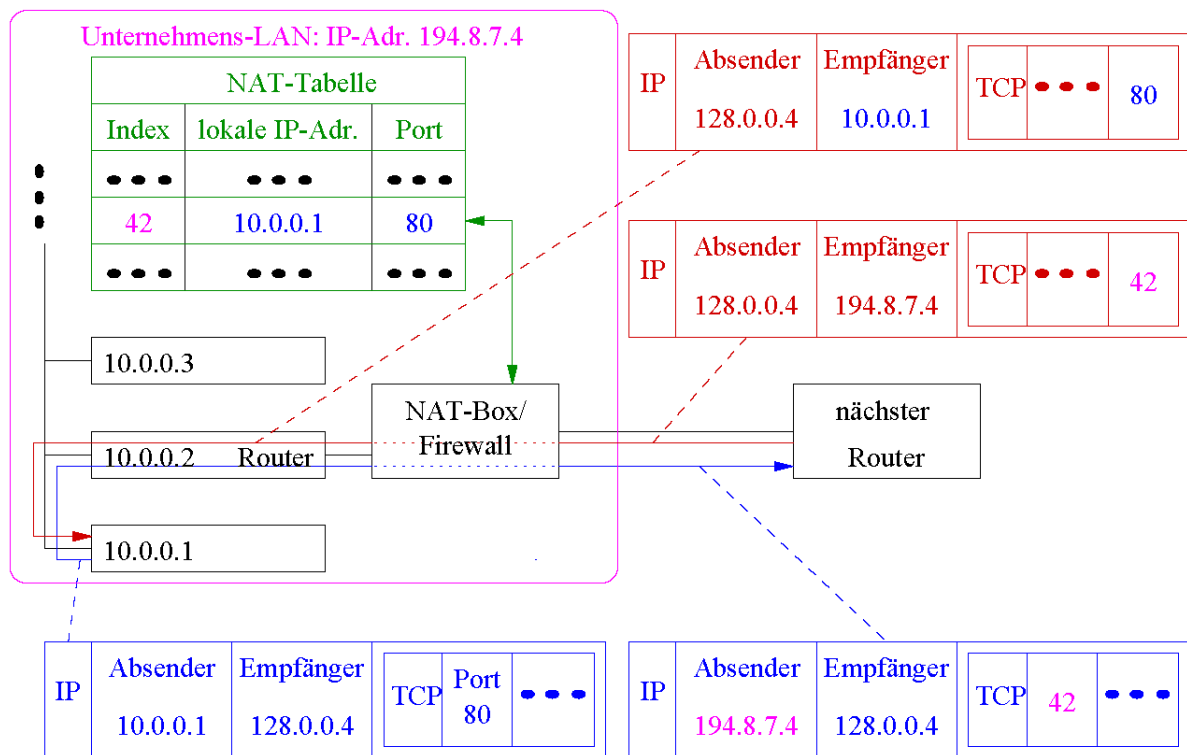 Unternehmens-LAN: IP-Adr. 194.8.7.4
NAT-Tabelle
Index lokale IP-Adr. Port
42 10.0.0.1 80
10.0.0.3
10.0.0.2 Router
10.0.0.1
NAT-Box/
Firewall
nächster
Router
IP Absender Empfänger TCP 80
128.0.0.4 10.0.0.1
IP Absender Empfänger TCP 42
128.0.0.4 194.8.7.4
IP Absender Empfänger TCP Port
10.0.0.1 128.0.0.4 80
IP Absender Empfänger TCP 42
194.8.7.4 128.0.0.4